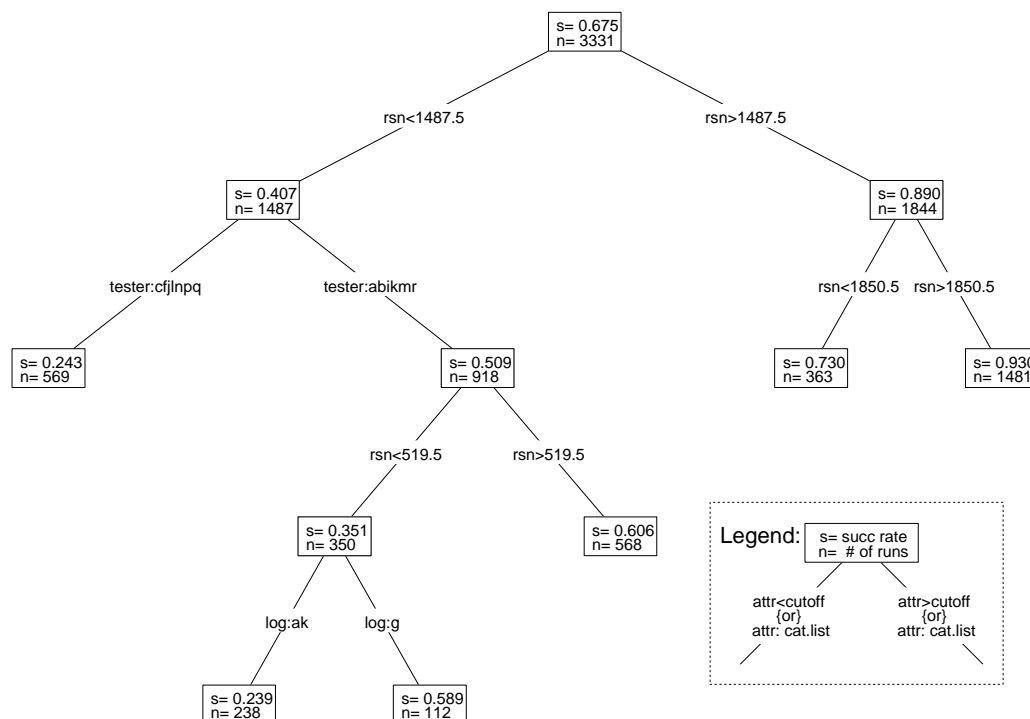 s= 0.675
n= 3331
rsn<1487.5
rsn>1487.5
s= 0.407
n= 1487
s= 0.890
n= 1844
tester:cfjlnpq
tester:abikmr
rsn<1850.5
rsn>1850.5
s= 0.243
n= 569
s= 0.509
n= 918
s= 0.730
n= 363
s= 0.930
n= 1481
rsn<519.5
rsn>519.5
s= 0.351
n= 350
s= 0.606
n= 568
log:ak
log:g
s= 0.239
n= 238
s= 0.589
n= 112
Legend:
s= succ rate
n= # of runs
attr<cutoff
{or}
attr: cat.list
attr>cutoff
{or}
attr: cat.list